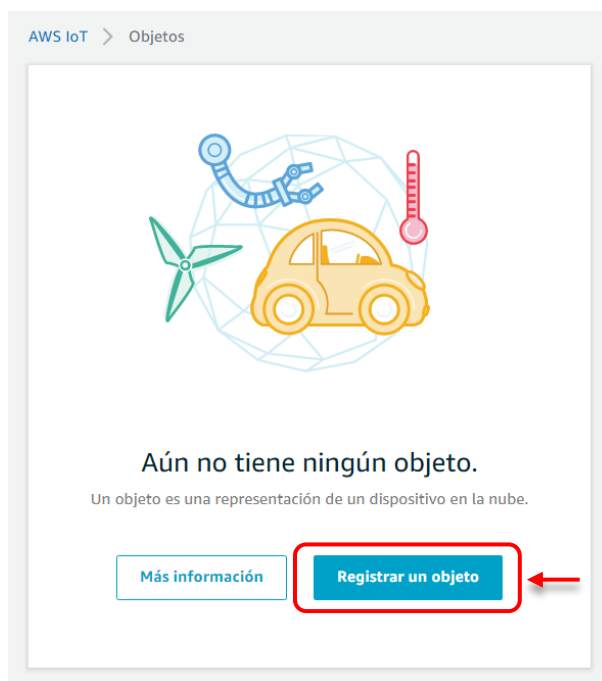 AWS IoT > Objetos
Aún no tiene ningún objeto.
Un objeto es una representación de un dispositivo en la nube.
Más información Registrar un objeto